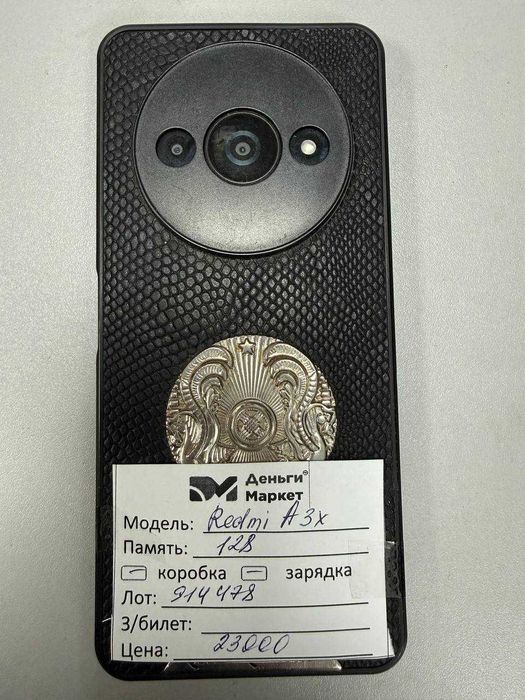 Деньги®
Маркет
Модель: Redmi A3x
Память: 128
коробка зарядка
Лот: 914478
З/билет:
Цена: 23000